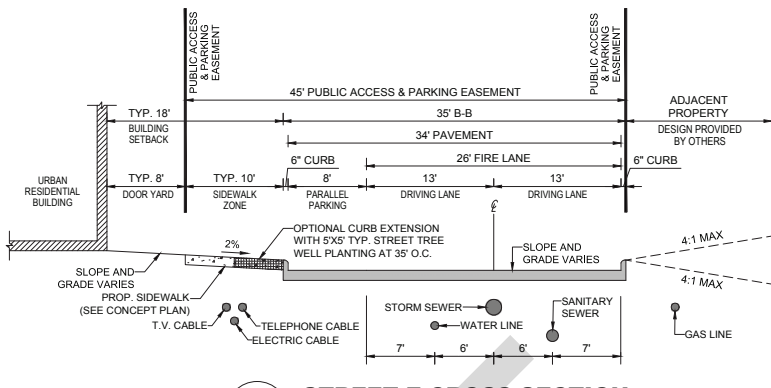 PUBLIC ACCESS
& PARKING
EASEMENT
PUBLIC ACCESS
& PARKING
EASEMENT
45' PUBLIC ACCESS & PARKING EASEMENT
ADJACENT
PROPERTY
TYP. 18'
35' B-B
BUILDING
SETBACK
DESIGN PROVIDED
BY OTHERS
34' PAVEMENT
6" CURB
26' FIRE LANE
6" CURB
URBAN
RESIDENTIAL
BUILDING
TYP. 8'
TYP. 10'
8'
13'
13'
DOOR YARD
SIDEWALK
ZONE
PARALLEL
PARKING
DRIVING LANE
DRIVING LANE
℄
OPTIONAL CURB EXTENSION
WITH 5'X5' TYP. STREET TREE
WELL PLANTING AT 35' O.C.
2%
SLOPE AND
GRADE VARIES
4:1 MAX
4:1 MAX
SLOPE AND
GRADE VARIES
PROP. SIDEWALK
(SEE CONCEPT PLAN)
T.V. CABLE
TELEPHONE CABLE
ELECTRIC CABLE
STORM SEWER
WATER LINE
SANITARY
SEWER
GAS LINE
7'
6'
6'
7'